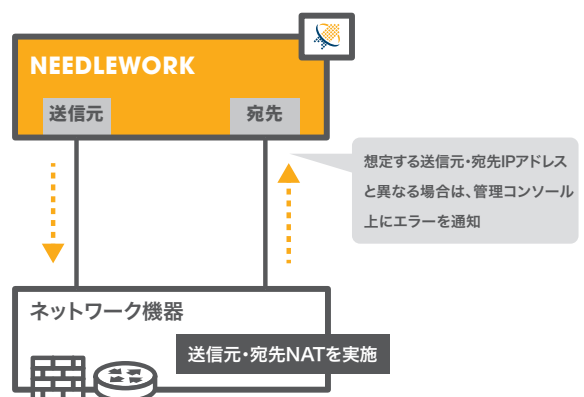 NEEDLEWORK
送信元
宛先
想定する送信元・宛先IPアドレス
と異なる場合は、管理コンソール
上にエラーを通知
ネットワーク機器
送信元・宛先NATを実施